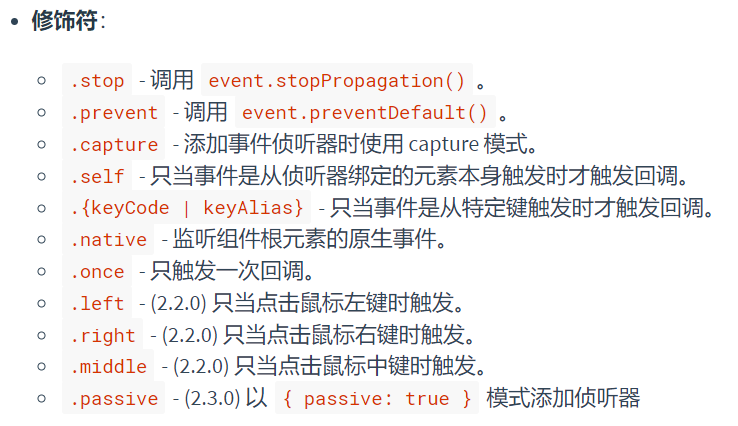 修饰符：
.stop - 调用 event.stopPropagation() 。
.prevent - 调用 event.preventDefault() 。
.capture - 添加事件侦听器时使用 capture 模式。
.self - 只当事件是从侦听器绑定的元素本身触发时才触发回调。
.{keyCode | keyAlias} - 只当事件是从特定键触发时才触发回调。
.native - 监听组件根元素的原生事件。
.once - 只触发一次回调。
.left - (2.2.0) 只当点击鼠标左键时触发。
.right - (2.2.0) 只当点击鼠标右键时触发。
.middle - (2.2.0) 只当点击鼠标中键时触发。
.passive - (2.3.0) 以 { passive: true } 模式添加侦听器